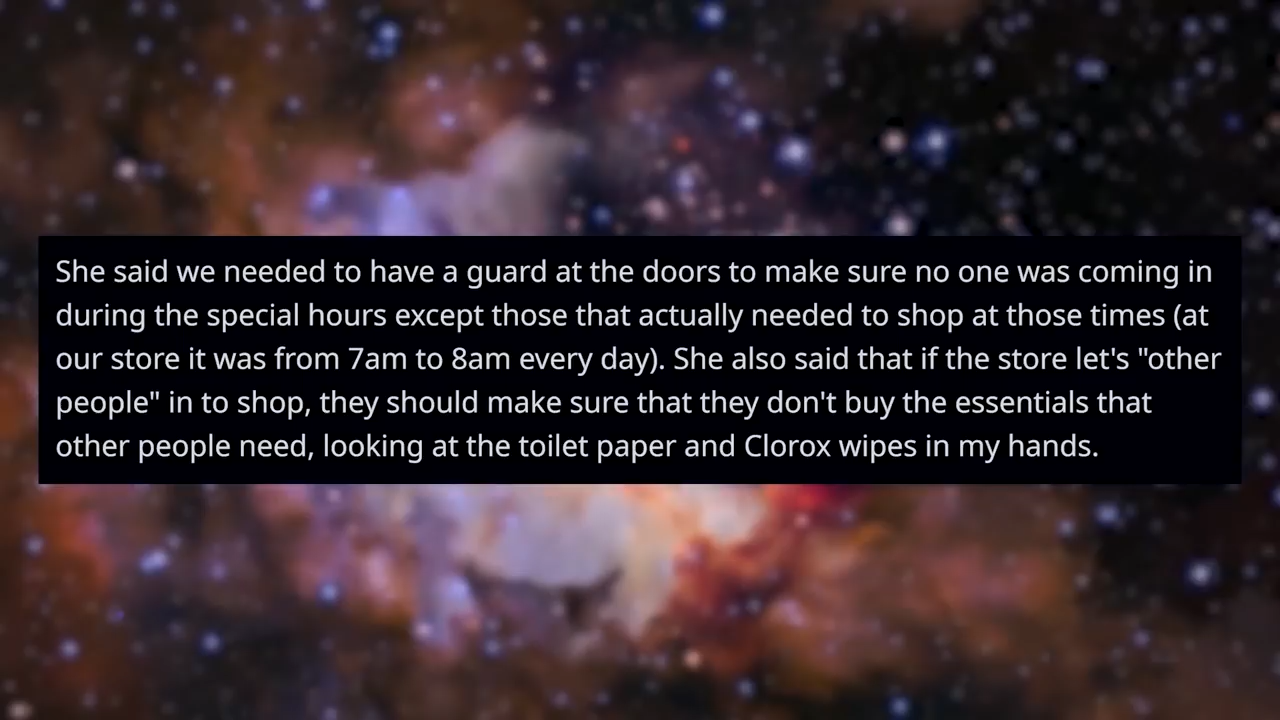 She said we needed to have a guard at the doors to make sure no one was coming in
during the special hours except those that actually needed to shop at those times (at
our store it was from 7am to 8am every day). She also said that if the store let's "other
people" in to shop, they should make sure that they don't buy the essentials that
other people need, looking at the toilet paper and Clorox wipes in my hands.